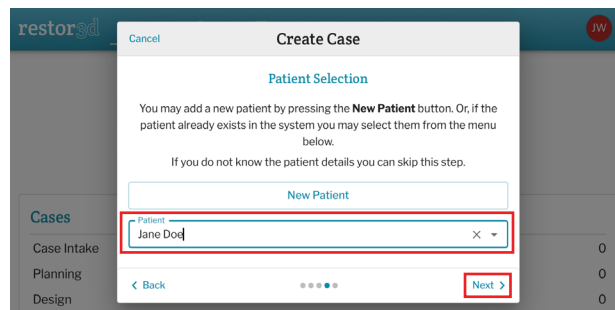 restor3d
JW
Cancel
Create Case
Patient Selection
You may add a new patient by pressing the New Patient button. Or, if the
patient already exists in the system you may select them from the menu
below.
If you do not know the patient details you can skip this step.
New Patient
Patient
Jane Doe
Back
Next
Cases
Case Intake 0
Planning 0
Design 0